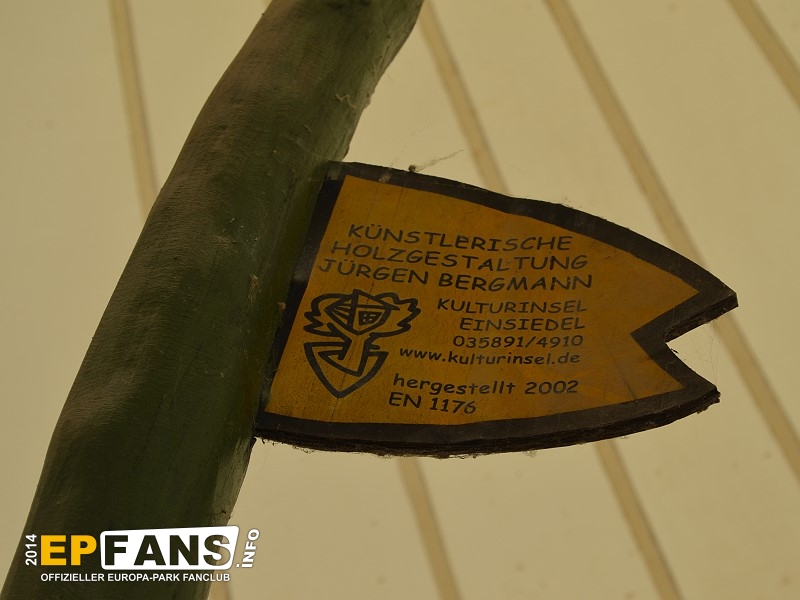 KÜNSTLERISCHE
HOLZGESTALTUNG
JÜRGEN BERGMANN
KULTURINSEL
EINSIEDEL
035891/4910
www.kulturinsel.de
hergestellt 2002
EN 1176
2014 EPFANS.INFO
OFFIZIELLER EUROPA-PARK FANCLUB